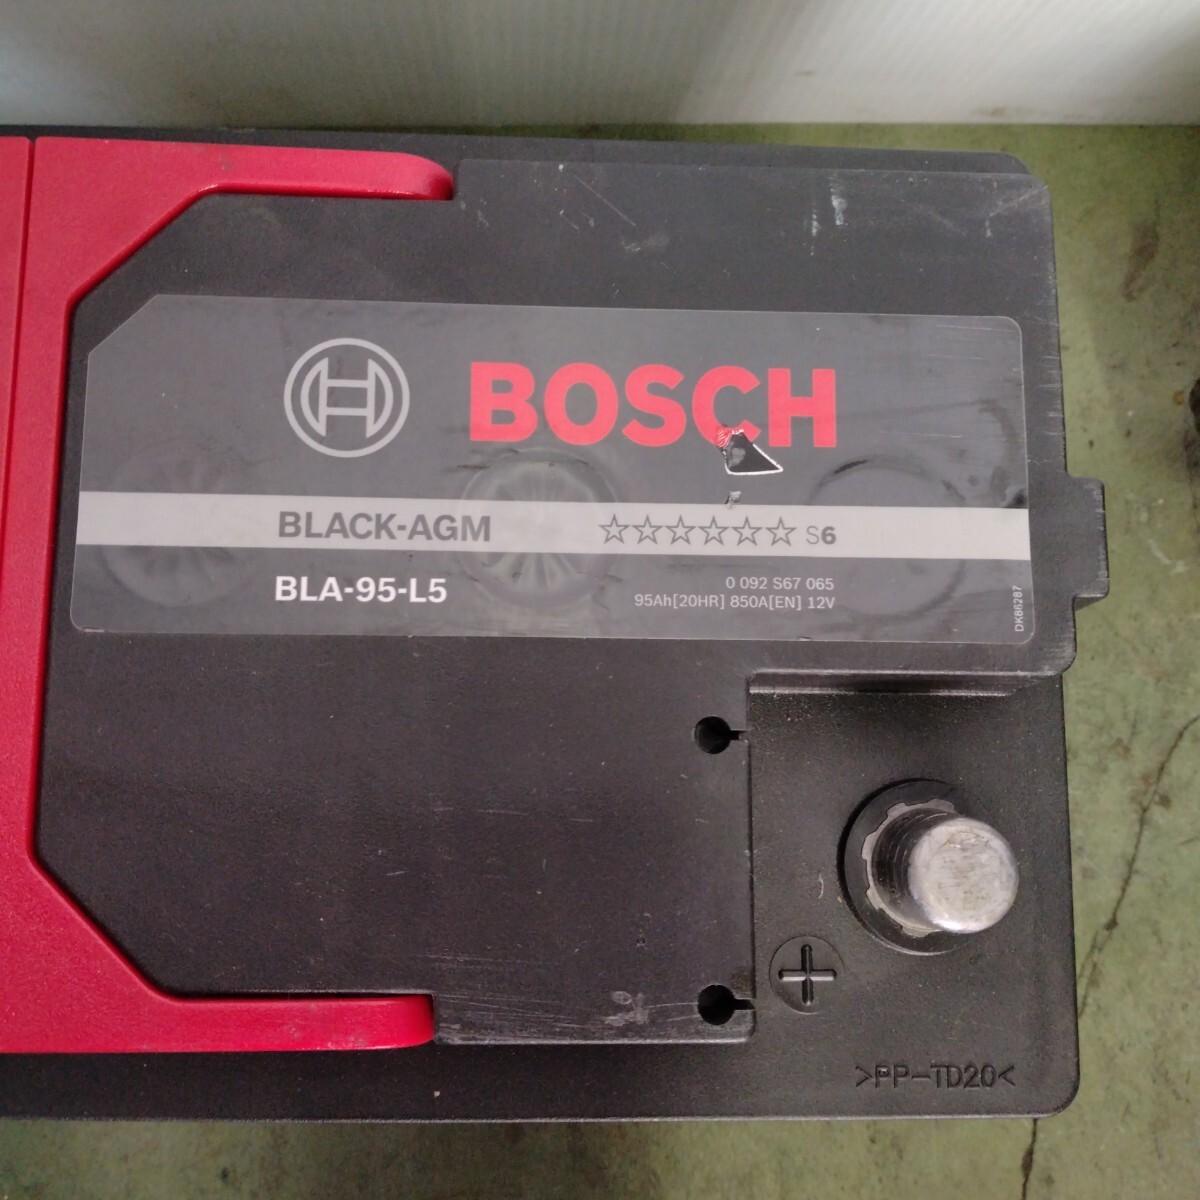 BOSCH
BLACK-AGM ☆☆☆☆☆☆ S6
BLA-95-L5
0 092 S67 065
95Ah[20HR] 850A[EN] 12V
DK86287
+
>PP-TD20<